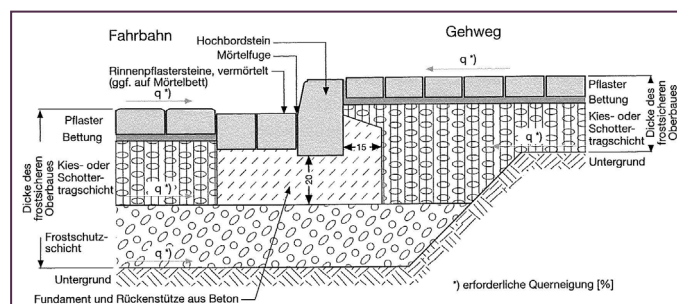 Fahrbahn
Hochbordstein
Mörtelfuge
Rinnenpflastersteine, vermörtelt
(ggf. auf Mörtelbett)
Gehweg
q *)
q *)
Pflaster
Bettung
Kies- oder
Schotter-
tragschicht
q *)
Frostschutz-
schicht
q *)
Untergrund
Dicke des
frostsicheren
Oberbaues
15
20
Pflaster
Bettung
Kies- oder
Schotter-
tragschicht
q *)
Untergrund
Dicke des
frostsicheren
Oberbaues
Fundament und Rückenstütze aus Beton
*) erforderliche Querneigung [%]